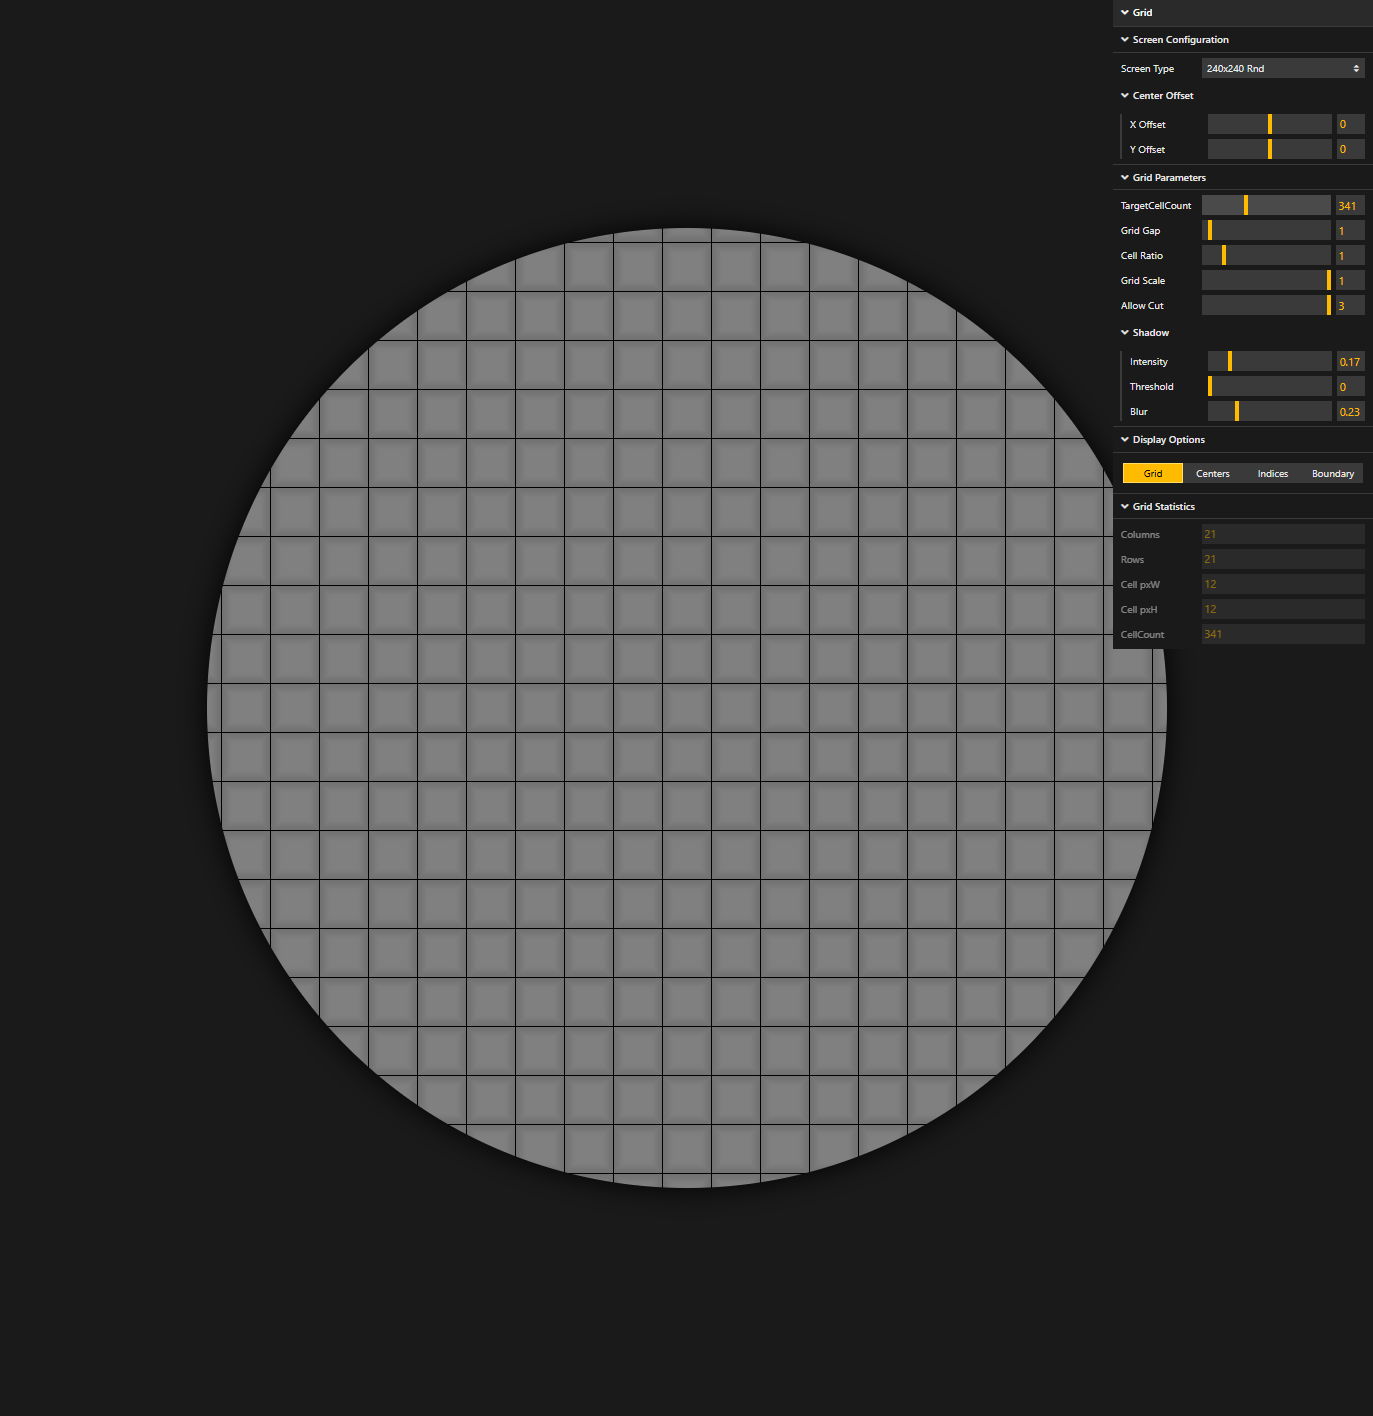 Grid
Screen Configuration
Screen Type 240x240 Rnd
Center Offset
X Offset 0
Y Offset 0
Grid Parameters
TargetCellCount 341
Grid Gap 1
Cell Ratio 1
Grid Scale 1
Allow Cut 3
Shadow
Intensity 0.17
Threshold 0
Blur 0.23
Display Options
Grid Centers Indices Boundary
Grid Statistics
Columns 21
Rows 21
Cell pxW 12
Cell pxH 12
CellCount 341